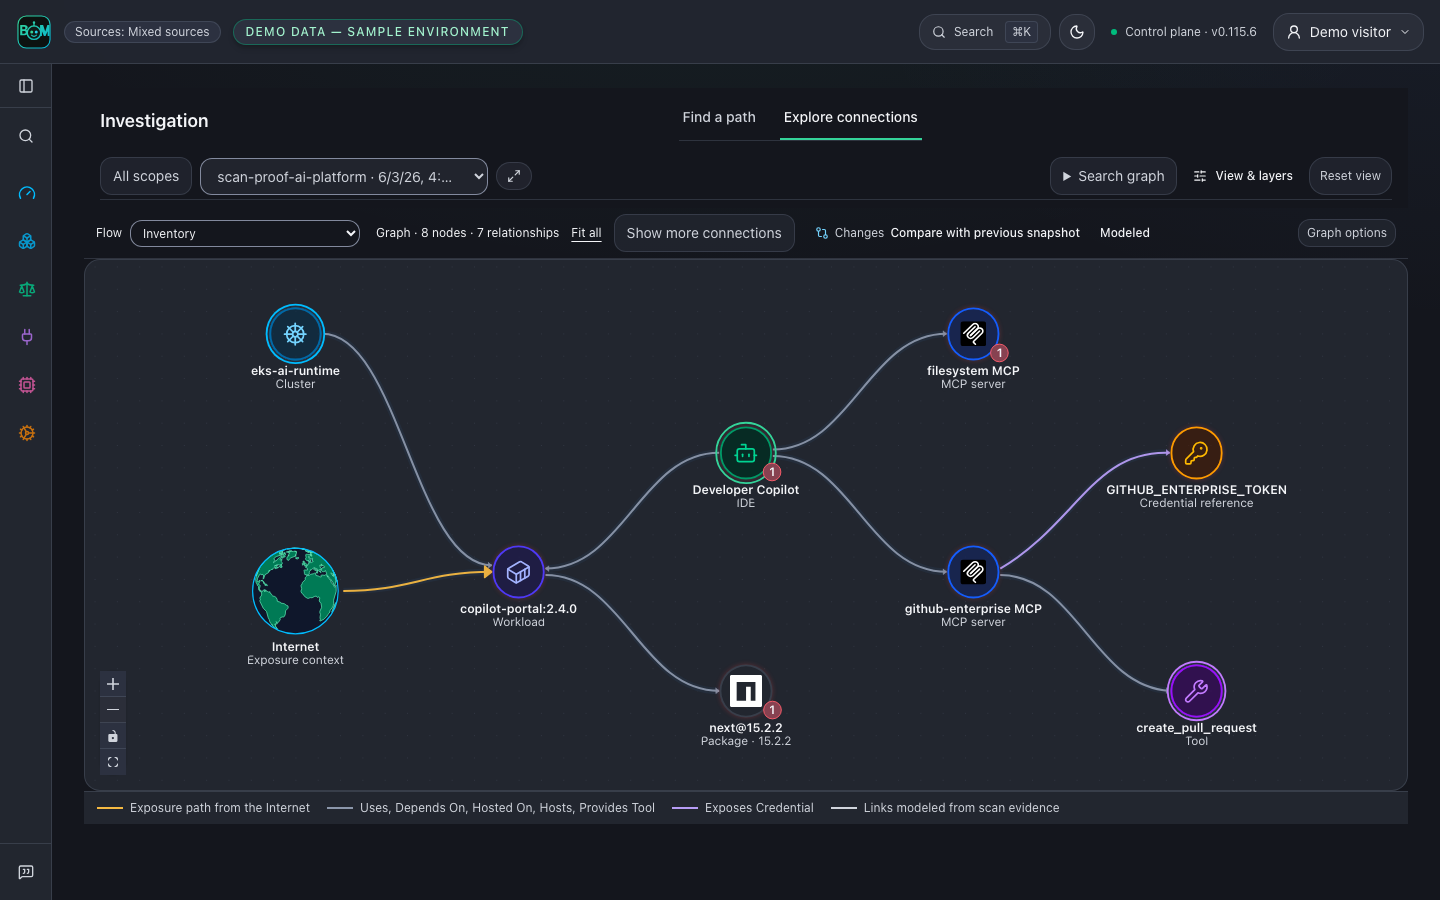 BOM
Sources: Mixed sources
DEMO DATA — SAMPLE ENVIRONMENT
Search ⌘K
Control plane · v0.115.6
Demo visitor
Investigation
Find a path
Explore connections
All scopes
scan-proof-ai-platform · 6/3/26, 4:...
Search graph
View & layers
Reset view
Flow
Inventory
Graph · 8 nodes · 7 relationships
Fit all
Show more connections
Changes Compare with previous snapshot
Modeled
Graph options
eks-ai-runtime
Cluster
1
filesystem MCP
MCP server
1
Developer Copilot
IDE
GITHUB_ENTERPRISE_TOKEN
Credential reference
Internet
Exposure context
copilot-portal:2.4.0
Workload
github-enterprise MCP
MCP server
1
next@15.2.2
Package · 15.2.2
create_pull_request
Tool
Exposure path from the Internet
Uses, Depends On, Hosted On, Hosts, Provides Tool
Exposes Credential
Links modeled from scan evidence